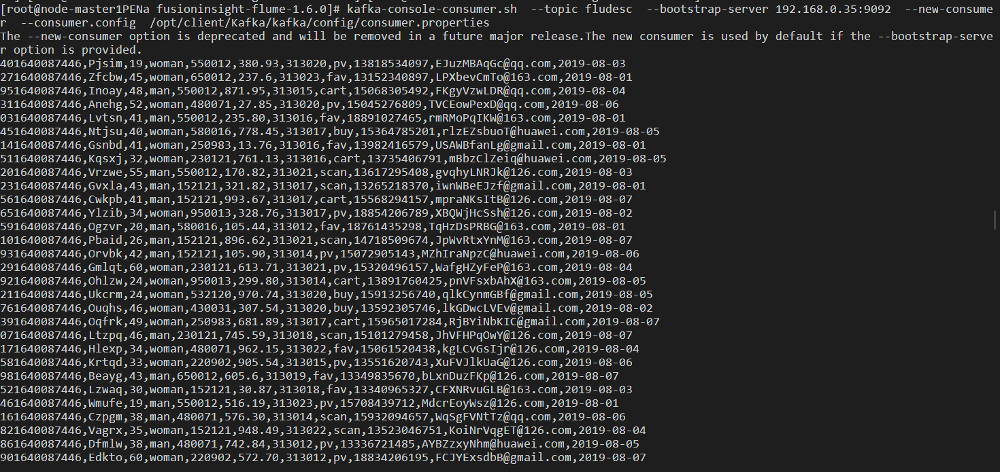 [root@node-master1PENa fusioninsight-flume-1.6.0]# kafka-console-consumer.sh  --topic fludesc  --bootstrap-server 192.168.0.35:9092  --new-consume
r  --consumer.config  /opt/client/Kafka/kafka/config/consumer.properties
The --new-consumer option is deprecated and will be removed in a future major release.The new consumer is used by default if the --bootstrap-serve
r option is provided.
401640087446,Pjsim,19,woman,550012,380.93,313020,pv,13818534097,EJuzMBAqGc@qq.com,2019-08-03
271640087446,Zfcbw,45,woman,650012,237.6,313023,fav,13152340897,LPXbevCmTo@163.com,2019-08-01
951640087446,Inoay,48,man,550012,871.95,313015,cart,15068305492,FKgyVzwLDR@qq.com,2019-08-04
311640087446,Anehg,52,woman,480071,27.85,313020,pv,15045276809,TVCEowPexD@qq.com,2019-08-06
031640087446,Lvtsn,41,man,550012,235.80,313016,fav,18891027465,rmRMoPqIKW@163.com,2019-08-01
451640087446,Ntjsu,40,woman,580016,778.45,313017,buy,15364785201,rlzEZsbuoT@huawei.com,2019-08-05
141640087446,Gsnbd,41,woman,250983,13.76,313016,fav,13982416579,USAWBfanLg@gmail.com,2019-08-01
511640087446,Kqsxj,32,woman,230121,761.13,313016,cart,13735406791,mBbzClZeiq@huawei.com,2019-08-05
201640087446,Vrzwe,55,man,550012,170.82,313021,scan,13617295408,gvqhyLNRJk@126.com,2019-08-03
231640087446,Gvxla,43,man,152121,321.82,313017,scan,13265218370,iwnWBeEJzf@gmail.com,2019-08-01
561640087446,Cwkpb,41,man,152121,993.67,313017,cart,15568294157,mpraNKsItB@126.com,2019-08-07
651640087446,Ylzib,34,woman,950013,328.76,313017,pv,18854206789,XBQWjHcSsh@126.com,2019-08-02
591640087446,Ogzvr,20,man,580016,105.44,313012,fav,18761435298,TqHzDsPRBG@163.com,2019-08-01
101640087446,Pbaid,26,man,152121,896.62,313021,scan,14718509674,JpWvRtxYnM@163.com,2019-08-07
931640087446,Orvbk,42,man,152121,105.90,313014,pv,15072905143,MZhIraNpzC@huawei.com,2019-08-06
291640087446,Gmlqt,60,woman,230121,613.71,313021,pv,15320496157,WafgHZyFeP@163.com,2019-08-04
921640087446,Ohlzw,24,woman,950013,299.80,313014,cart,13891760425,pnVFsxbAhX@163.com,2019-08-05
211640087446,Ukcrm,24,woman,532120,970.74,313020,buy,15913256740,qlkCynmGBf@gmail.com,2019-08-05
761640087446,Ouqhs,46,woman,430031,307.54,313020,buy,13592305746,lkGDwcLVEv@gmail.com,2019-08-02
391640087446,Oqfrk,49,woman,250983,681.89,313017,cart,15965017284,RjBYiNbKIC@gmail.com,2019-08-07
071640087446,Ltzpq,46,man,230121,745.59,313018,scan,15101279458,JhVFHPqOwY@126.com,2019-08-07
171640087446,Hlexp,34,woman,480071,962.15,313022,fav,15061520438,kgLCvGsIjr@126.com,2019-08-04
581640087446,Krtqd,33,woman,220902,905.54,313015,pv,13551620743,XuFVJlkUaG@126.com,2019-08-06
981640087446,Beayg,43,man,650012,605.6,313019,fav,13349835670,bLxnDuzFKp@126.com,2019-08-07
521640087446,Lzwaq,30,woman,152121,30.87,313018,fav,13340965327,CFXNRvuGLB@163.com,2019-08-03
461640087446,Wmufe,19,man,550012,516.19,313023,pv,15708439712,MdcrEoyWsz@126.com,2019-08-01
161640087446,Czpgm,38,man,480071,576.30,313014,scan,15932094657,WqSgFVNtTz@qq.com,2019-08-06
821640087446,Vagrx,35,woman,152121,948.49,313022,scan,13523046751,KoiNrVqgET@126.com,2019-08-04
861640087446,Dfmlw,38,man,480071,742.84,313012,pv,13336721485,AYBZzxyNhm@huawei.com,2019-08-05
901640087446,Edkto,60,woman,220902,572.70,313012,pv,18834206195,FCJYExsdbB@gmail.com,2019-08-07